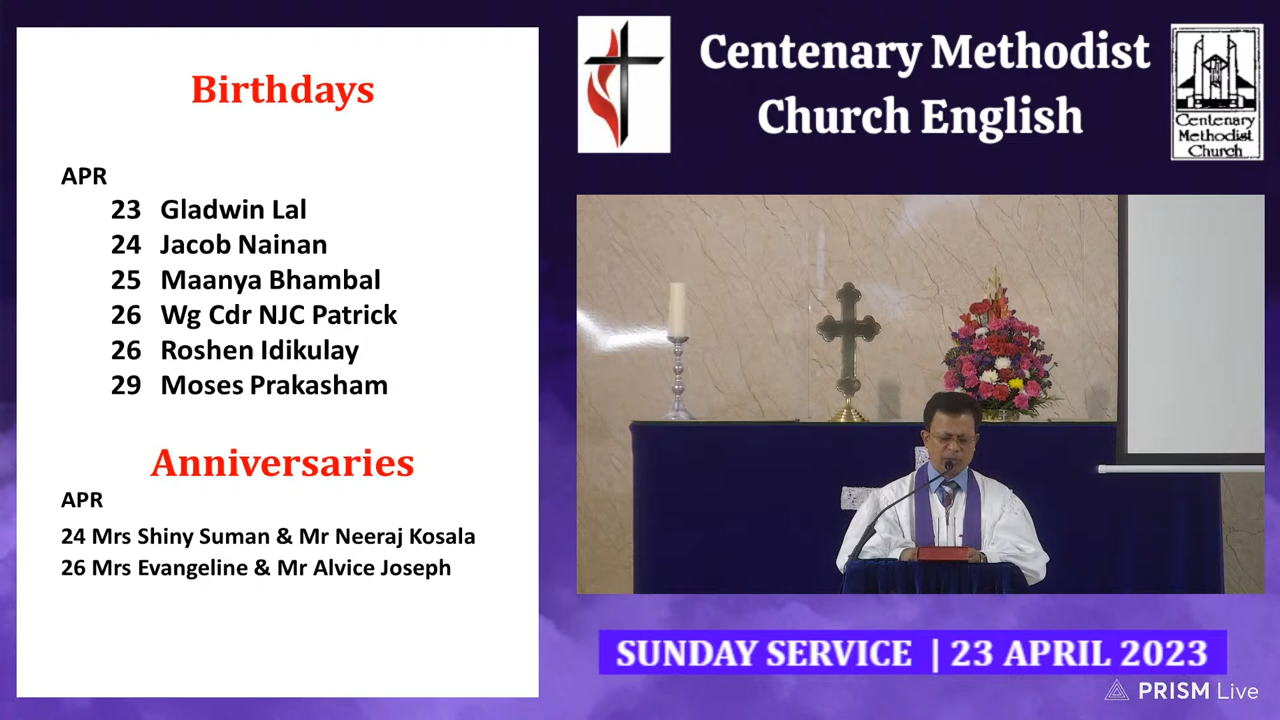 Birthdays
APR
23 Gladwin Lal
24 Jacob Nainan
25 Maanya Bhambal
26 Wg Cdr NJC Patrick
26 Roshen Idikulay
29 Moses Prakasham
Anniversaries
APR
24 Mrs Shiny Suman & Mr Neeraj Kosala
26 Mrs Evangeline & Mr Alvice Joseph
Centenary Methodist
Church English
Centenary
Methodist
Church
SUNDAY SERVICE | 23 APRIL 2023
PRISM Live